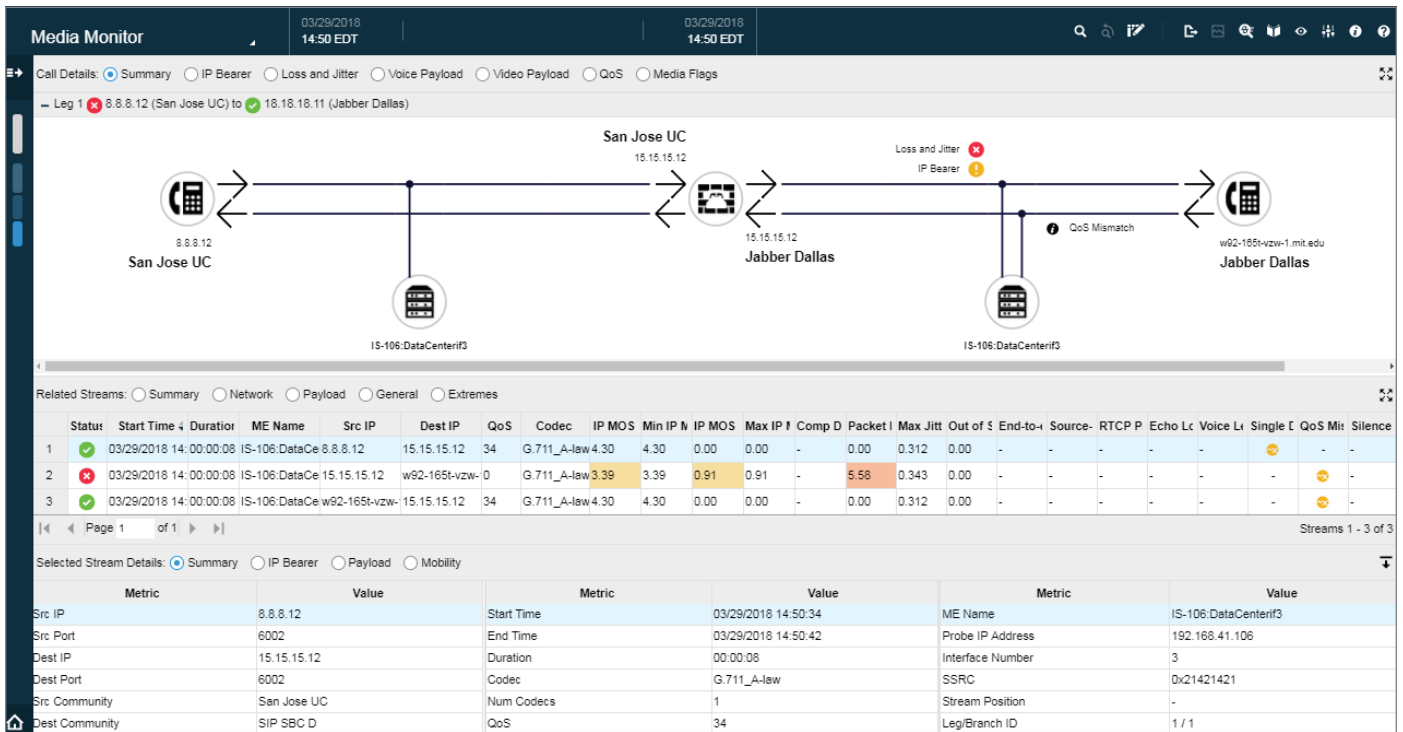 Media Monitor
03/29/2018
14:50 EDT
03/29/2018
14:50 EDT
Call Details: Summary IP Bearer Loss and Jitter Voice Payload Video Payload QoS Media Flags
Leg 1 8.8.8.12 (San Jose UC) to 18.18.18.11 (Jabber Dallas)
San Jose UC
15.15.15.12
Loss and Jitter
IP Bearer
QoS Mismatch
8.8.8.12
San Jose UC
15.15.15.12
Jabber Dallas
w92-165t-vzw-1.mit.edu
Jabber Dallas
IS-106:DataCenterif3
IS-106:DataCenterif3
Related Streams: Summary Network Payload General Extremes
Status Start Time Duration ME Name Src IP Dest IP QoS Codec IP MOS Min IP M IP MOS Max IP M Comp D Packet l Max Jitt Out of S End-to-e Source- RTCP P Echo Lo Voice Le Single D QoS Mis Silence
1 03/29/2018 14: 00:00:08 IS-106:DataCe 8.8.8.12 15.15.15.12 34 G.711_A-law 4.30 4.30 0.00 0.00 - 0.00 0.312 0.00 - - - - - - -
2 03/29/2018 14: 00:00:08 IS-106:DataCe 15.15.15.12 w92-165t-vzw- 0 G.711_A-law 3.39 3.39 0.91 0.91 - 5.58 0.343 0.00 - - - - - - -
3 03/29/2018 14: 00:00:08 IS-106:DataCe w92-165t-vzw- 15.15.15.12 34 G.711_A-law 4.30 4.30 0.00 0.00 - 0.00 0.312 0.00 - - - - - - -
Page 1 of 1
Streams 1 - 3 of 3
Selected Stream Details: Summary IP Bearer Payload Mobility
Metric Value Metric Value Metric Value
Src IP 8.8.8.12 Start Time 03/29/2018 14:50:34 ME Name IS-106:DataCenterif3
Src Port 6002 End Time 03/29/2018 14:50:42 Probe IP Address 192.168.41.106
Dest IP 15.15.15.12 Duration 00:00:08 Interface Number 3
Dest Port 6002 Codec G.711_A-law SSRC 0x21421421
Src Community San Jose UC Num Codecs 1 Stream Position -
Dest Community SIP SBC D QoS 34 Leg/Branch ID 1 / 1